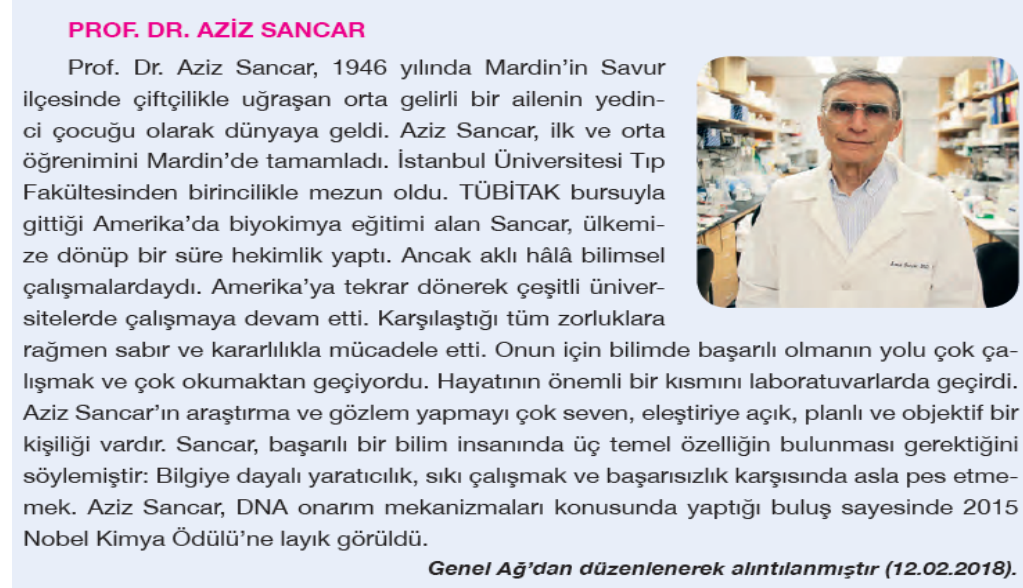 PROF. DR. AZİZ SANCAR
Prof. Dr. Aziz Sancar, 1946 yılında Mardin'in Savur
ilçesinde çiftçilikle uğraşan orta gelirli bir ailenin yedin-
ci çocuğu olarak dünyaya geldi. Aziz Sancar, ilk ve orta
öğrenimini Mardin'de tamamladı. İstanbul Üniversitesi Tıp
Fakültesinden birincilikle mezun oldu. TÜBİTAK bursuyla
gittiği Amerika'da biyokimya eğitimi alan Sancar, ülkemi-
ze dönüp bir süre hekimlik yaptı. Ancak aklı hâlâ bilimsel
çalışmalardaydı. Amerika'ya tekrar dönerek çeşitli üniver-
sitelerde çalışmaya devam etti. Karşılaştığı tüm zorluklara
rağmen sabır ve kararlılıkla mücadele etti. Onun için bilimde başarılı olmanın yolu çok ça-
lışmak ve çok okumaktan geçiyordu. Hayatının önemli bir kısmını laboratuvarlarda geçirdi.
Aziz Sancar'ın araştırma ve gözlem yapmayı çok seven, eleştiriye açık, planlı ve objektif bir
kişiliği vardır. Sancar, başarılı bir bilim insanında üç temel özelliğin bulunması gerektiğini
söylemiştir: Bilgiye dayalı yaratıcılık, sıkı çalışmak ve başarısızlık karşısında asla pes etme-
mek. Aziz Sancar, DNA onarım mekanizmaları konusunda yaptığı buluş sayesinde 2015
Nobel Kimya Ödülü'ne layık görüldü.
Genel Ağ'dan düzenlenerek alıntılanmıştır (12.02.2018).